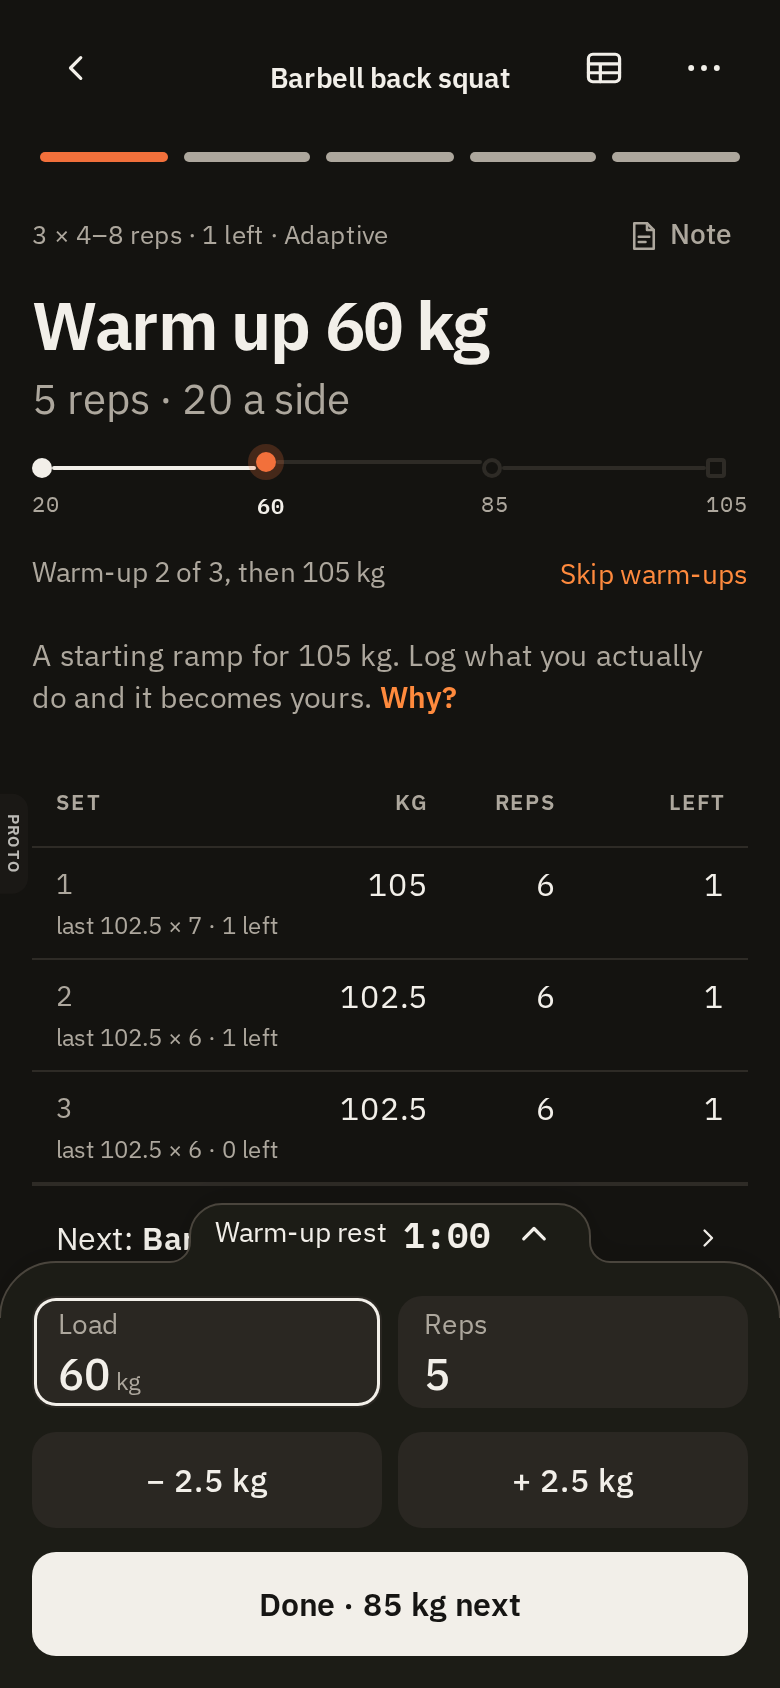 Barbell back squat
3 × 4–8 reps · 1 left · Adaptive
Note
Warm up 60 kg
5 reps · 20 a side
20 60 85 105
Warm-up 2 of 3, then 105 kg
Skip warm-ups
A starting ramp for 105 kg. Log what you actually
do and it becomes yours. Why?
PROTO
SET KG REPS LEFT
1 105 6 1
last 102.5 × 7 · 1 left
2 102.5 6 1
last 102.5 × 6 · 1 left
3 102.5 6 1
last 102.5 × 6 · 0 left
Next:
Warm-up rest 1:00
Load
60 kg
Reps
5
− 2.5 kg
+ 2.5 kg
Done · 85 kg next